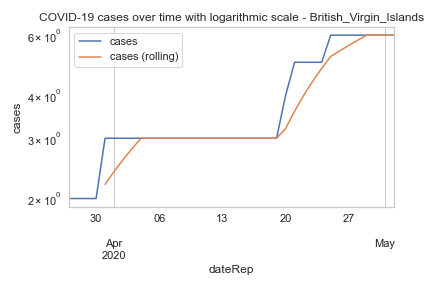 COVID-19 cases over time with logarithmic scale - British_Virgin_Islands
6 × 10⁰
4 × 10⁰
3 × 10⁰
2 × 10⁰
cases
cases
cases (rolling)
30 06 13 20 27
Apr May
2020
dateRep